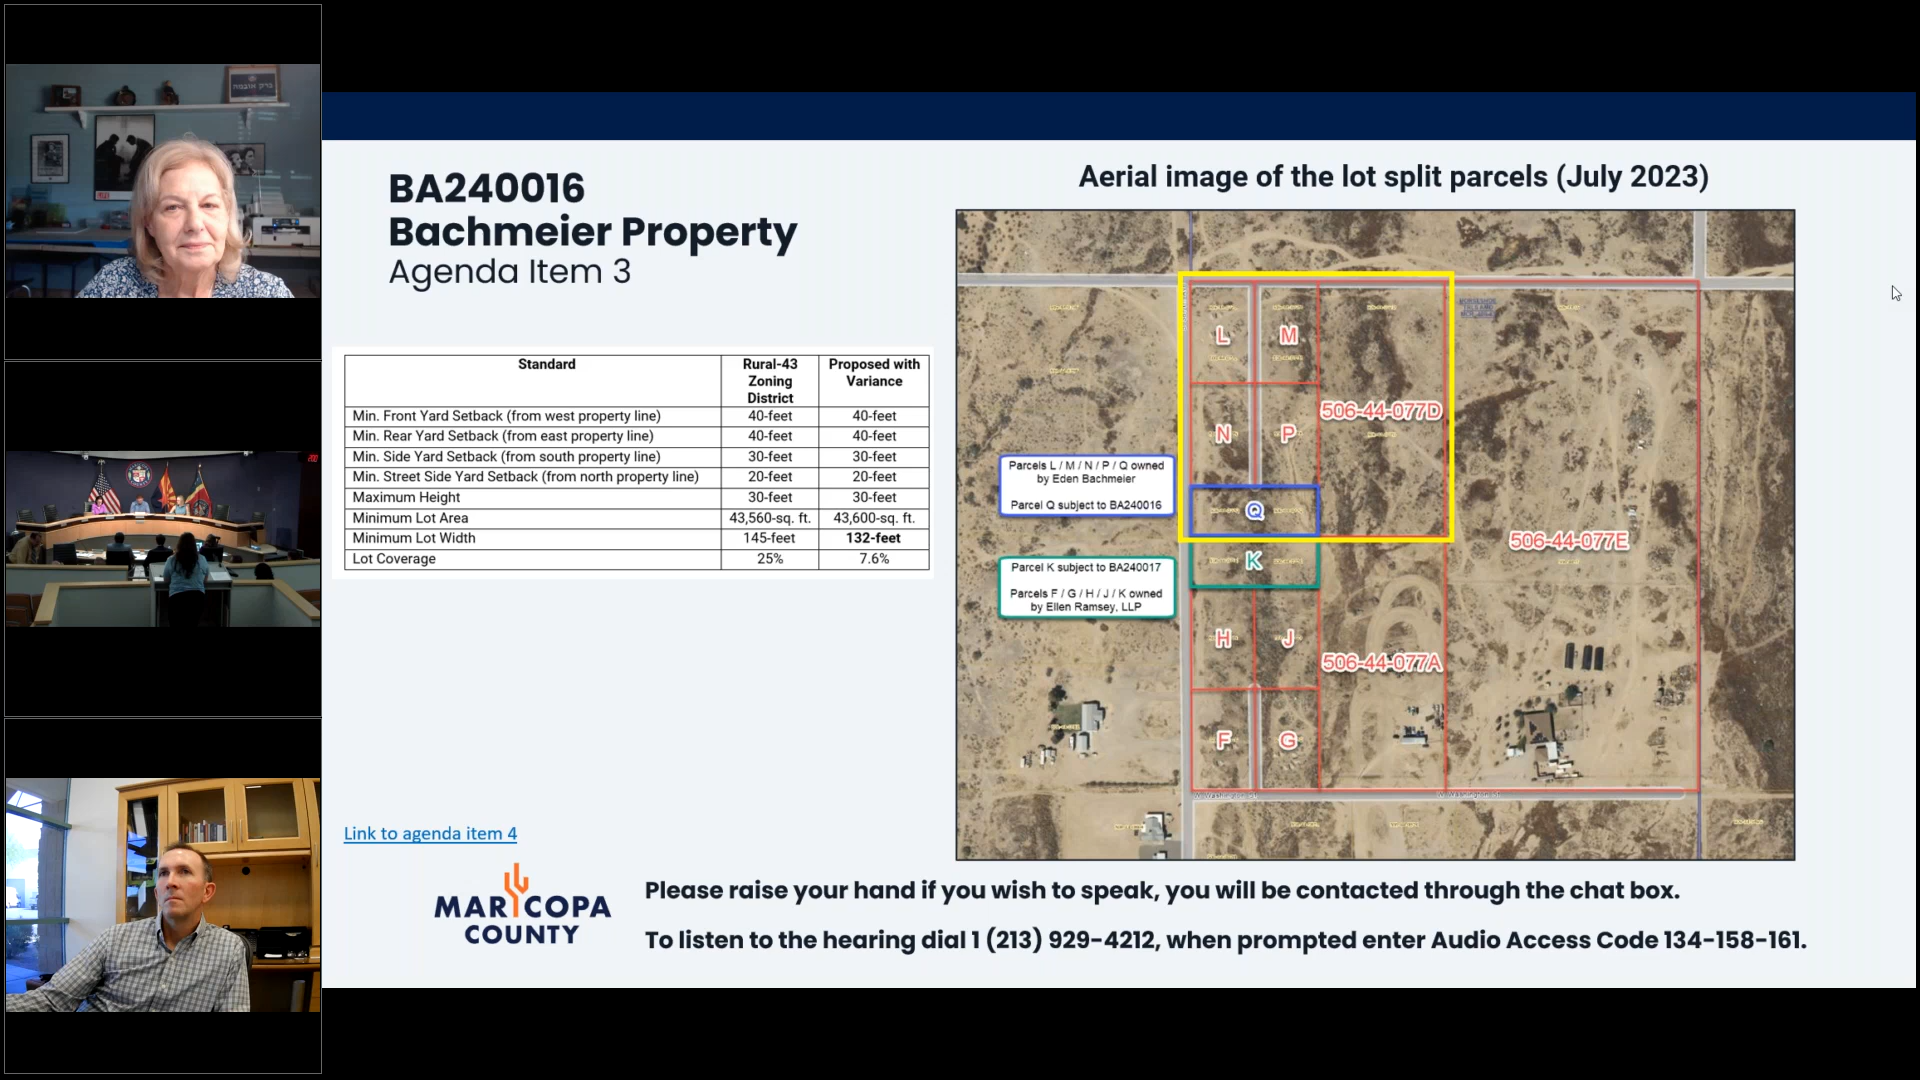 ברק אובמה
LIFE
BA240016
Bachmeier Property
Agenda Item 3
Standard
Rural-43 Zoning District
Proposed with Variance
Min. Front Yard Setback (from west property line) 40-feet 40-feet
Min. Rear Yard Setback (from east property line) 40-feet 40-feet
Min. Side Yard Setback (from south property line) 30-feet 30-feet
Min. Street Side Yard Setback (from north property line) 20-feet 20-feet
Maximum Height 30-feet 30-feet
Minimum Lot Area 43,560-sq. ft. 43,600-sq. ft.
Minimum Lot Width 145-feet 132-feet
Lot Coverage 25% 7.6%
Link to agenda item 4
MARICOPA
COUNTY
Aerial image of the lot split parcels (July 2023)
L M
506-44-077D
N P
Parcels L / M / N / P / Q owned
by Eden Bachmeier
Parcel Q subject to BA240016
Q
506-44-077E
K
Parcel K subject to BA240017
Parcels F / G / H / J / K owned
by Ellen Ramsey, LLP
H J
506-44-077A
F G
W Washington St
W Washington St
Please raise your hand if you wish to speak, you will be contacted through the chat box.
To listen to the hearing dial 1 (213) 929-4212, when prompted enter Audio Access Code 134-158-161.